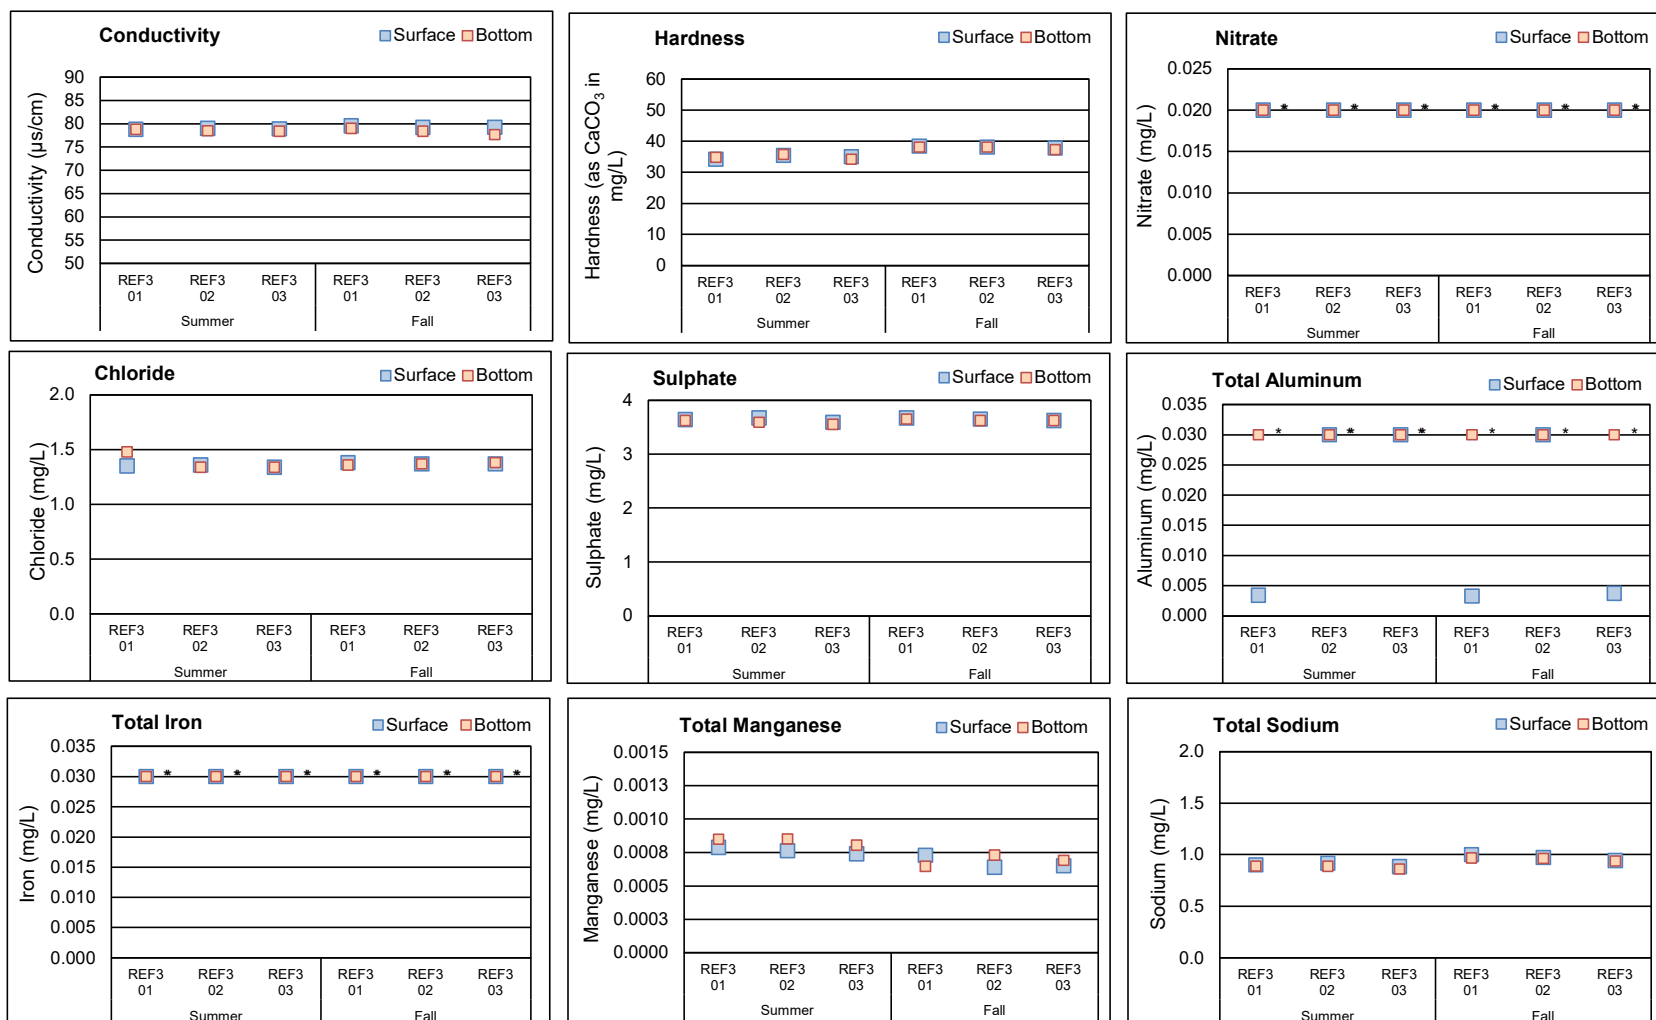 Conductivity
Surface Bottom
Conductivity (µs/cm)
90
85
80
75
70
65
60
55
50
REF3 01
REF3 02
REF3 03
REF3 01
REF3 02
REF3 03
Summer
Fall
Hardness
Surface Bottom
Hardness (as CaCO₃ in
mg/L)
60
50
40
30
20
10
0
REF3 01
REF3 02
REF3 03
REF3 01
REF3 02
REF3 03
Summer
Fall
Nitrate
Surface Bottom
Nitrate (mg/L)
0.025
0.020
0.015
0.010
0.005
0.000
* * * * * *
REF3 01
REF3 02
REF3 03
REF3 01
REF3 02
REF3 03
Summer
Fall
Chloride
Surface Bottom
Chloride (mg/L)
2.0
1.5
1.0
0.5
0.0
REF3 01
REF3 02
REF3 03
REF3 01
REF3 02
REF3 03
Summer
Fall
Sulphate
Surface Bottom
Sulphate (mg/L)
4
3
2
1
0
REF3 01
REF3 02
REF3 03
REF3 01
REF3 02
REF3 03
Summer
Fall
Total Aluminum
Surface Bottom
Aluminum (mg/L)
0.035
0.030
0.025
0.020
0.015
0.010
0.005
0.000
* * * * * *
REF3 01
REF3 02
REF3 03
REF3 01
REF3 02
REF3 03
Summer
Fall
Total Iron
Surface Bottom
Iron (mg/L)
0.035
0.030
0.025
0.020
0.015
0.010
0.005
0.000
* * * * * *
REF3 01
REF3 02
REF3 03
REF3 01
REF3 02
REF3 03
Summer
Fall
Total Manganese
Surface Bottom
Manganese (mg/L)
0.0015
0.0013
0.0010
0.0008
0.0005
0.0003
0.0000
REF3 01
REF3 02
REF3 03
REF3 01
REF3 02
REF3 03
Summer
Fall
Total Sodium
Surface Bottom
Sodium (mg/L)
2.0
1.5
1.0
0.5
0.0
REF3 01
REF3 02
REF3 03
REF3 01
REF3 02
REF3 03
Summer
Fall